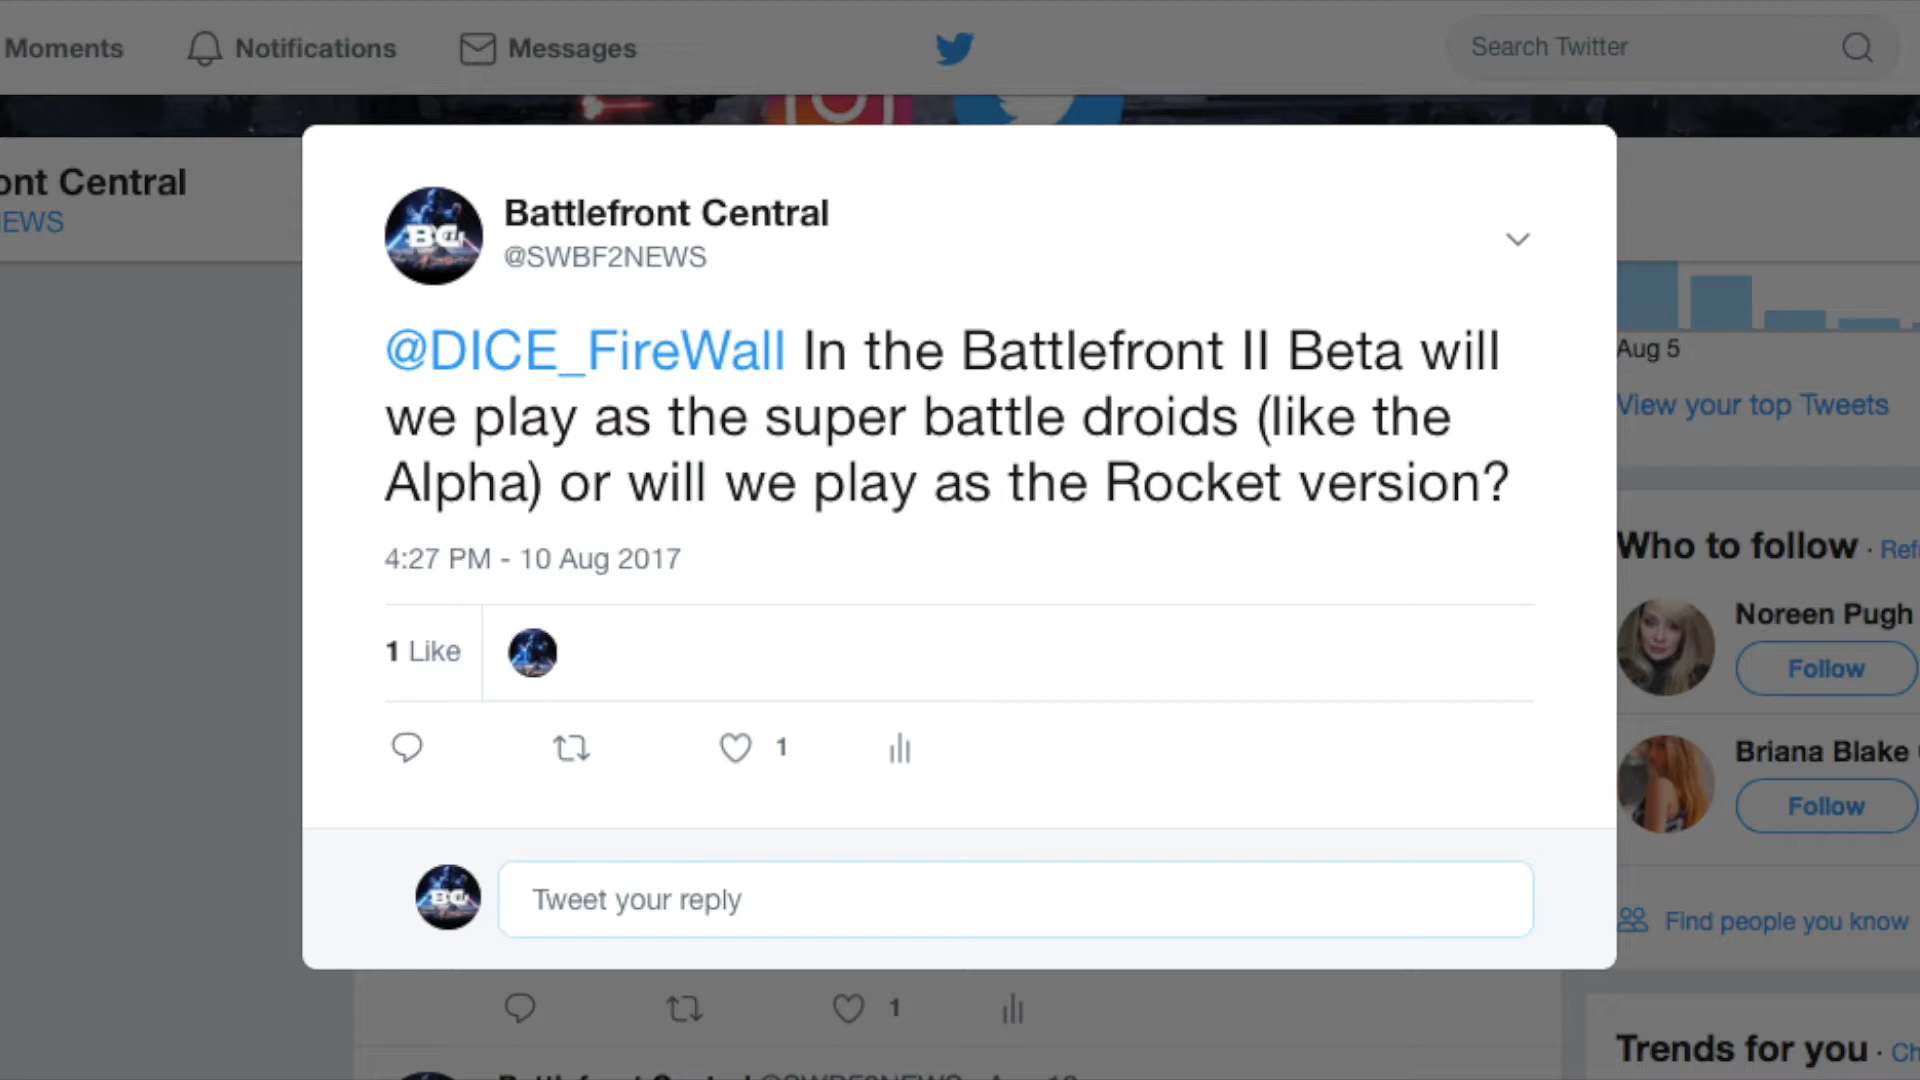 Moments
Notifications
Messages
Search Twitter
ont Central
EWS
Battlefront Central
@SWBF2NEWS
@DICE_FireWall In the Battlefront II Beta will
we play as the super battle droids (like the
Alpha) or will we play as the Rocket version?
4:27 PM - 10 Aug 2017
1 Like
1
Tweet your reply
Aug 5
View your top Tweets
Who to follow · Ref
Noreen Pugh
Follow
Briana Blake
Follow
Find people you know
1
Trends for you · Ch